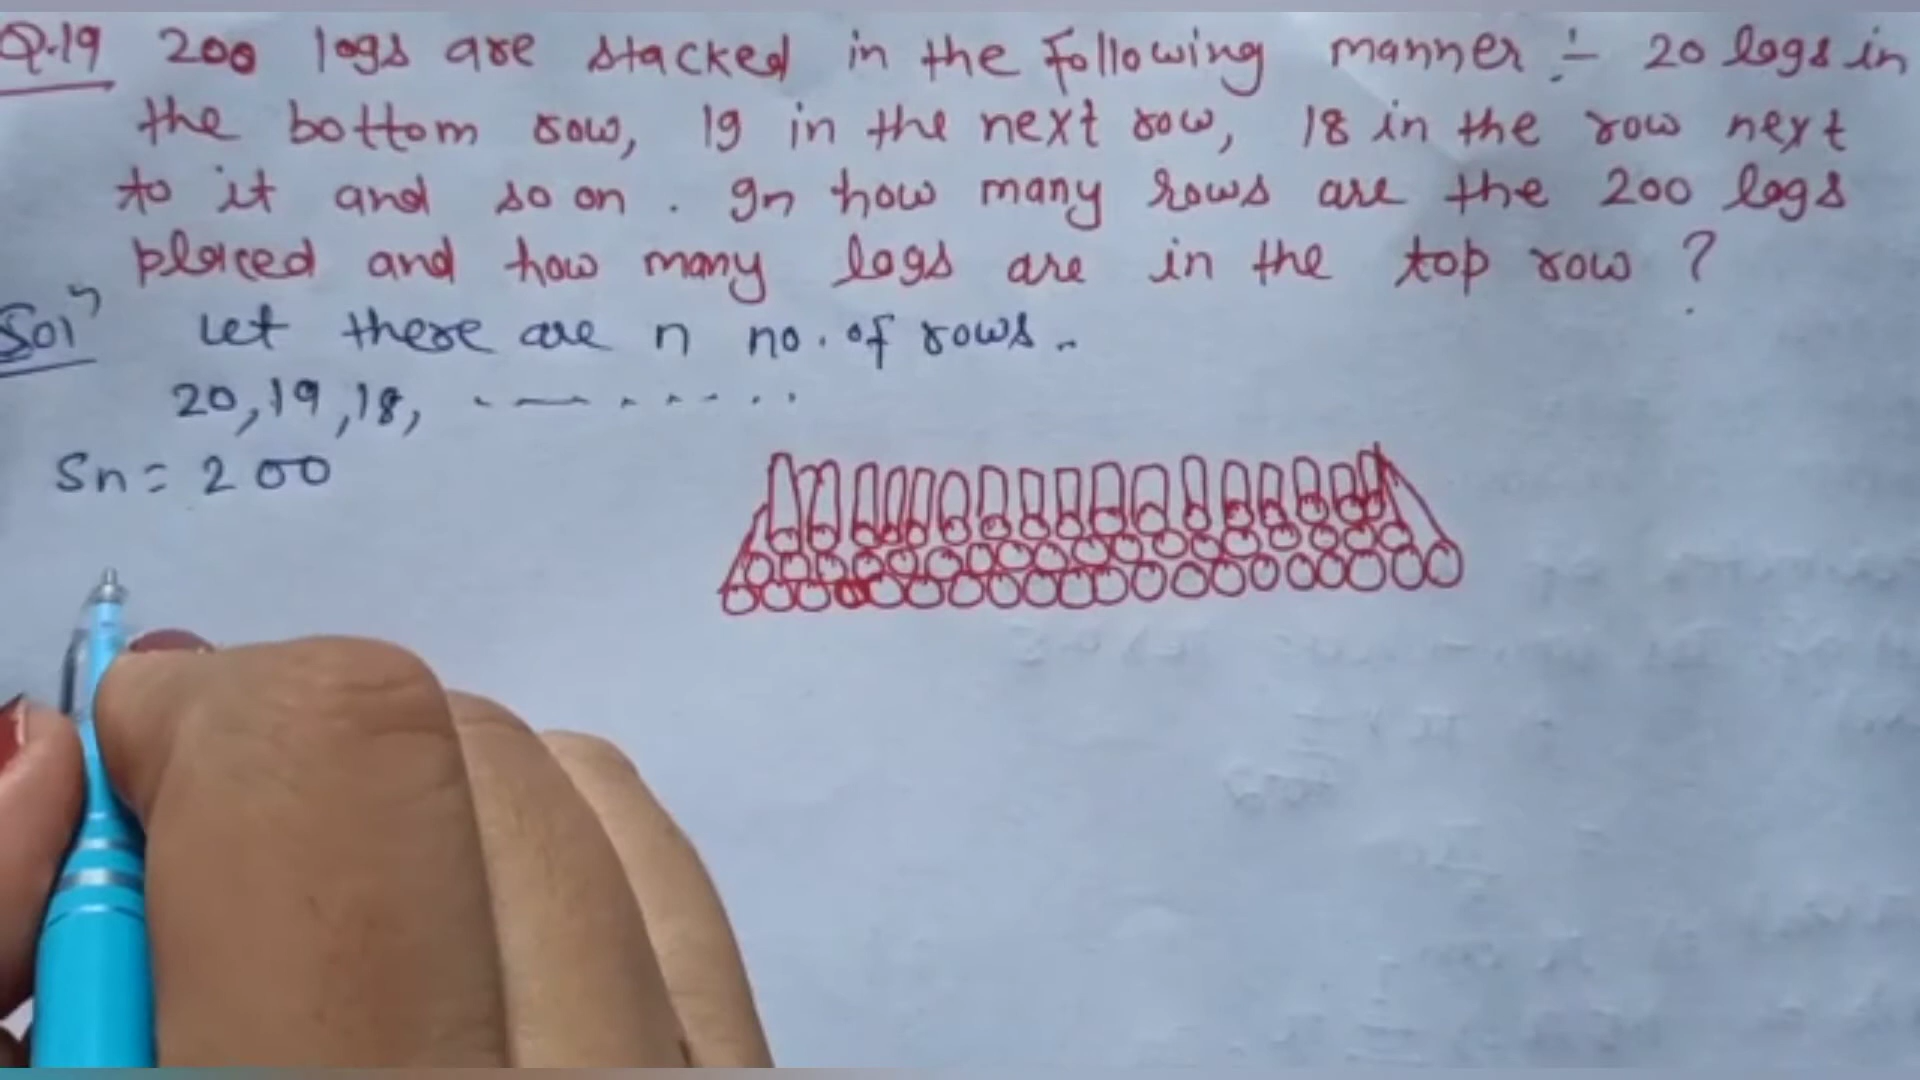 Q.19 200 logs are stacked in the following manner :- 20 logs in
the bottom row, 19 in the next row, 18 in the row next
to it and so on. In how many rows are the 200 logs
placed and how many logs are in the top row ?
Solⁿ Let there are n no. of rows..
20, 19, 18, - — . - - - . . .
Sn = 200